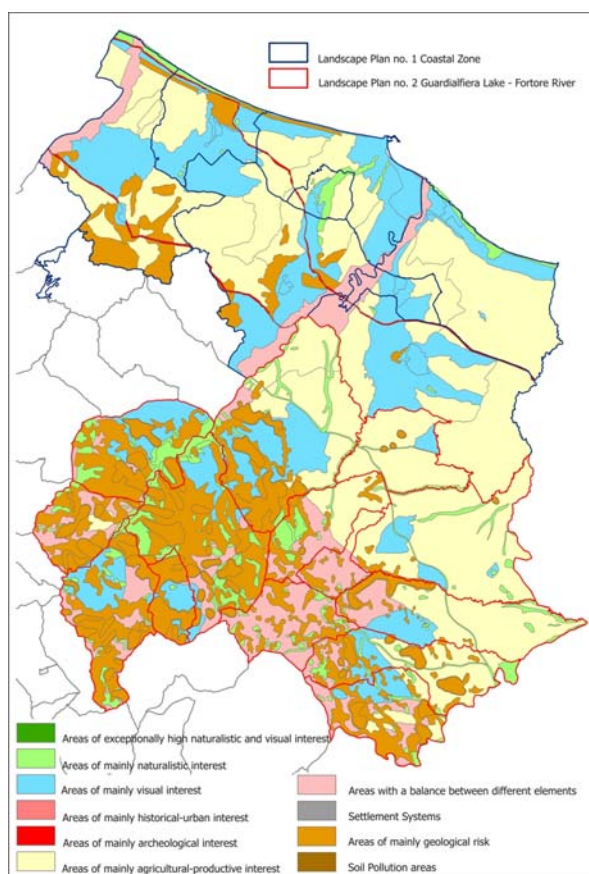 Landscape Plan no. 1 Coastal Zone
Landscape Plan no. 2 Guardialfiera Lake - Fortore River
Areas of exceptionally high naturalistic and visual interest
Areas of mainly naturalistic interest
Areas of mainly visual interest
Areas of mainly historical-urban interest
Areas of mainly archeological interest
Areas of mainly agricultural-productive interest
Areas with a balance between different elements
Settlement Systems
Areas of mainly geological risk
Soil Pollution areas